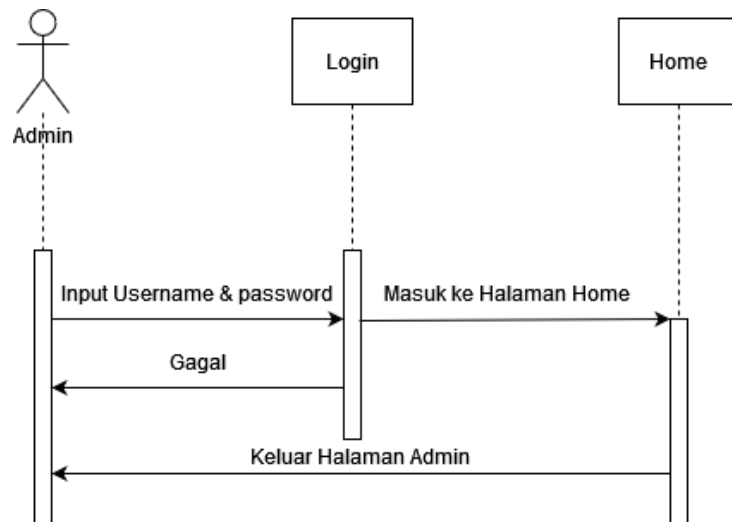 Login
Home
Admin
Input Username & password
Masuk ke Halaman Home
Gagal
Keluar Halaman Admin